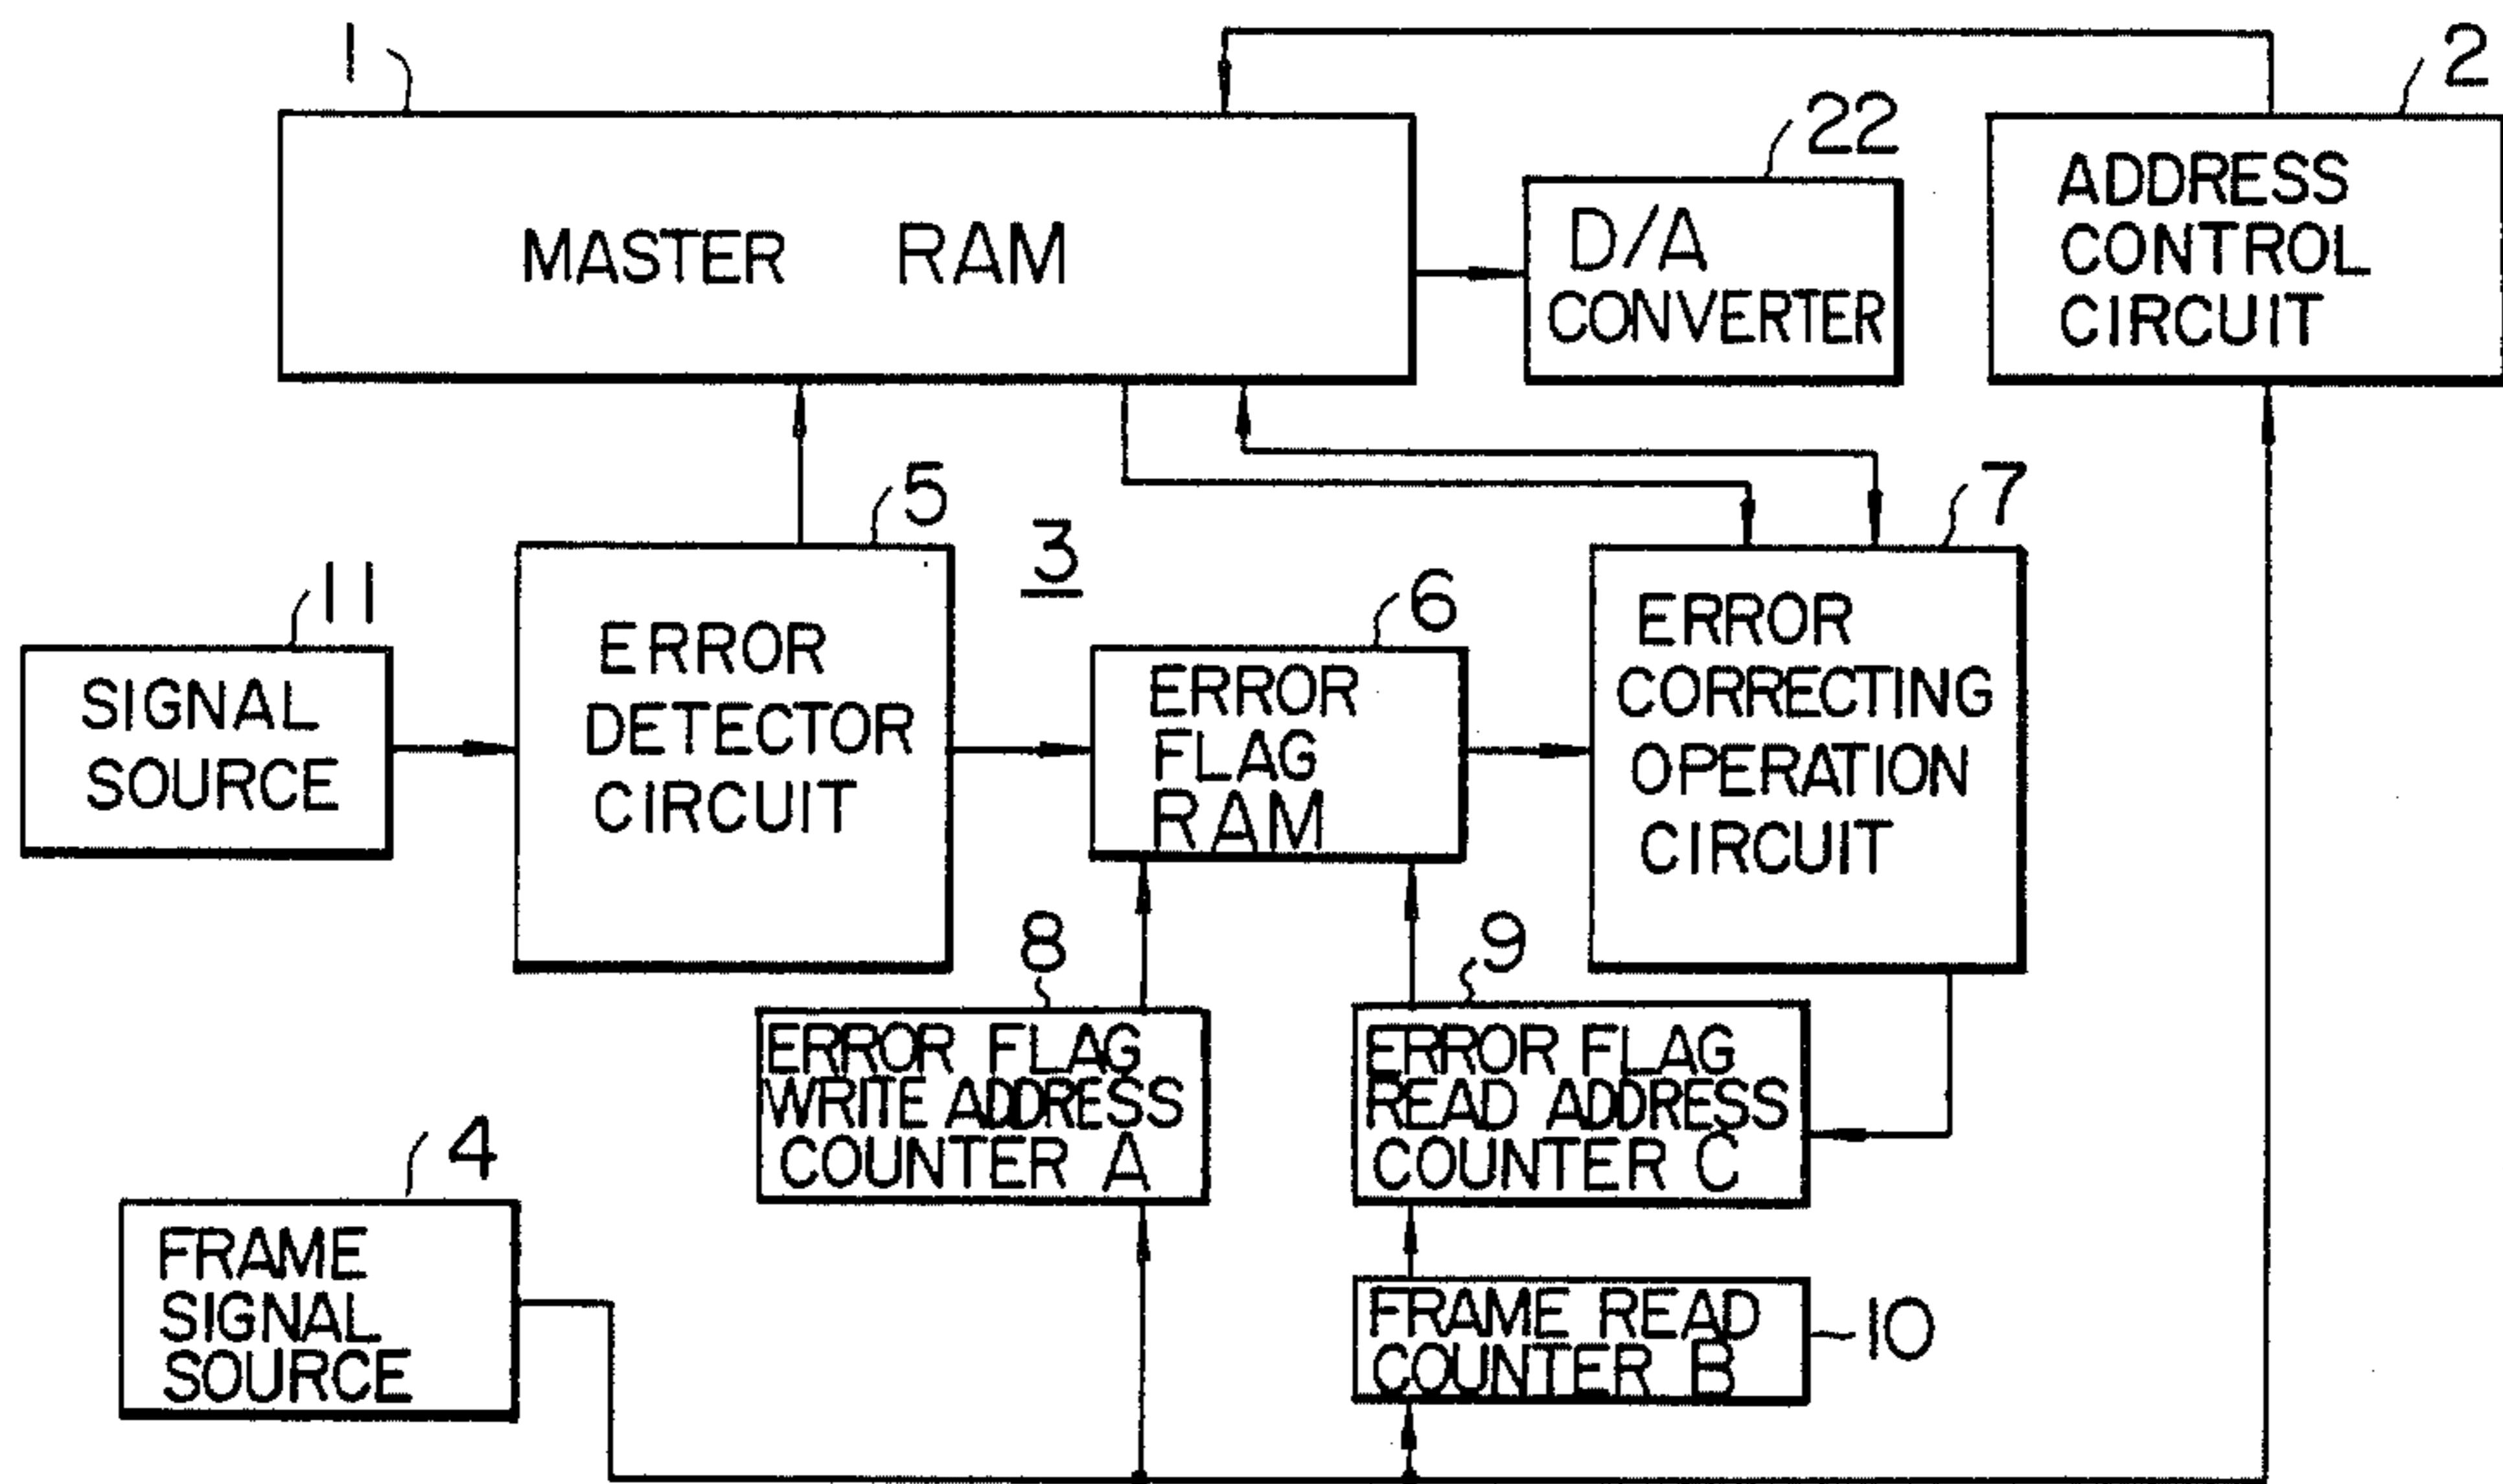 1
2
22
MASTER RAM
D/A
CONVERTER
ADDRESS
CONTROL
CIRCUIT
5
3
7
11
6
SIGNAL
SOURCE
ERROR
DETECTOR
CIRCUIT
ERROR
FLAG
RAM
ERROR
CORRECTING
OPERATION
CIRCUIT
8
9
ERROR FLAG
WRITE ADDRESS
COUNTER A
ERROR FLAG
READ ADDRESS
COUNTER C
4
FRAME
SIGNAL
SOURCE
FRAME READ
COUNTER B
10